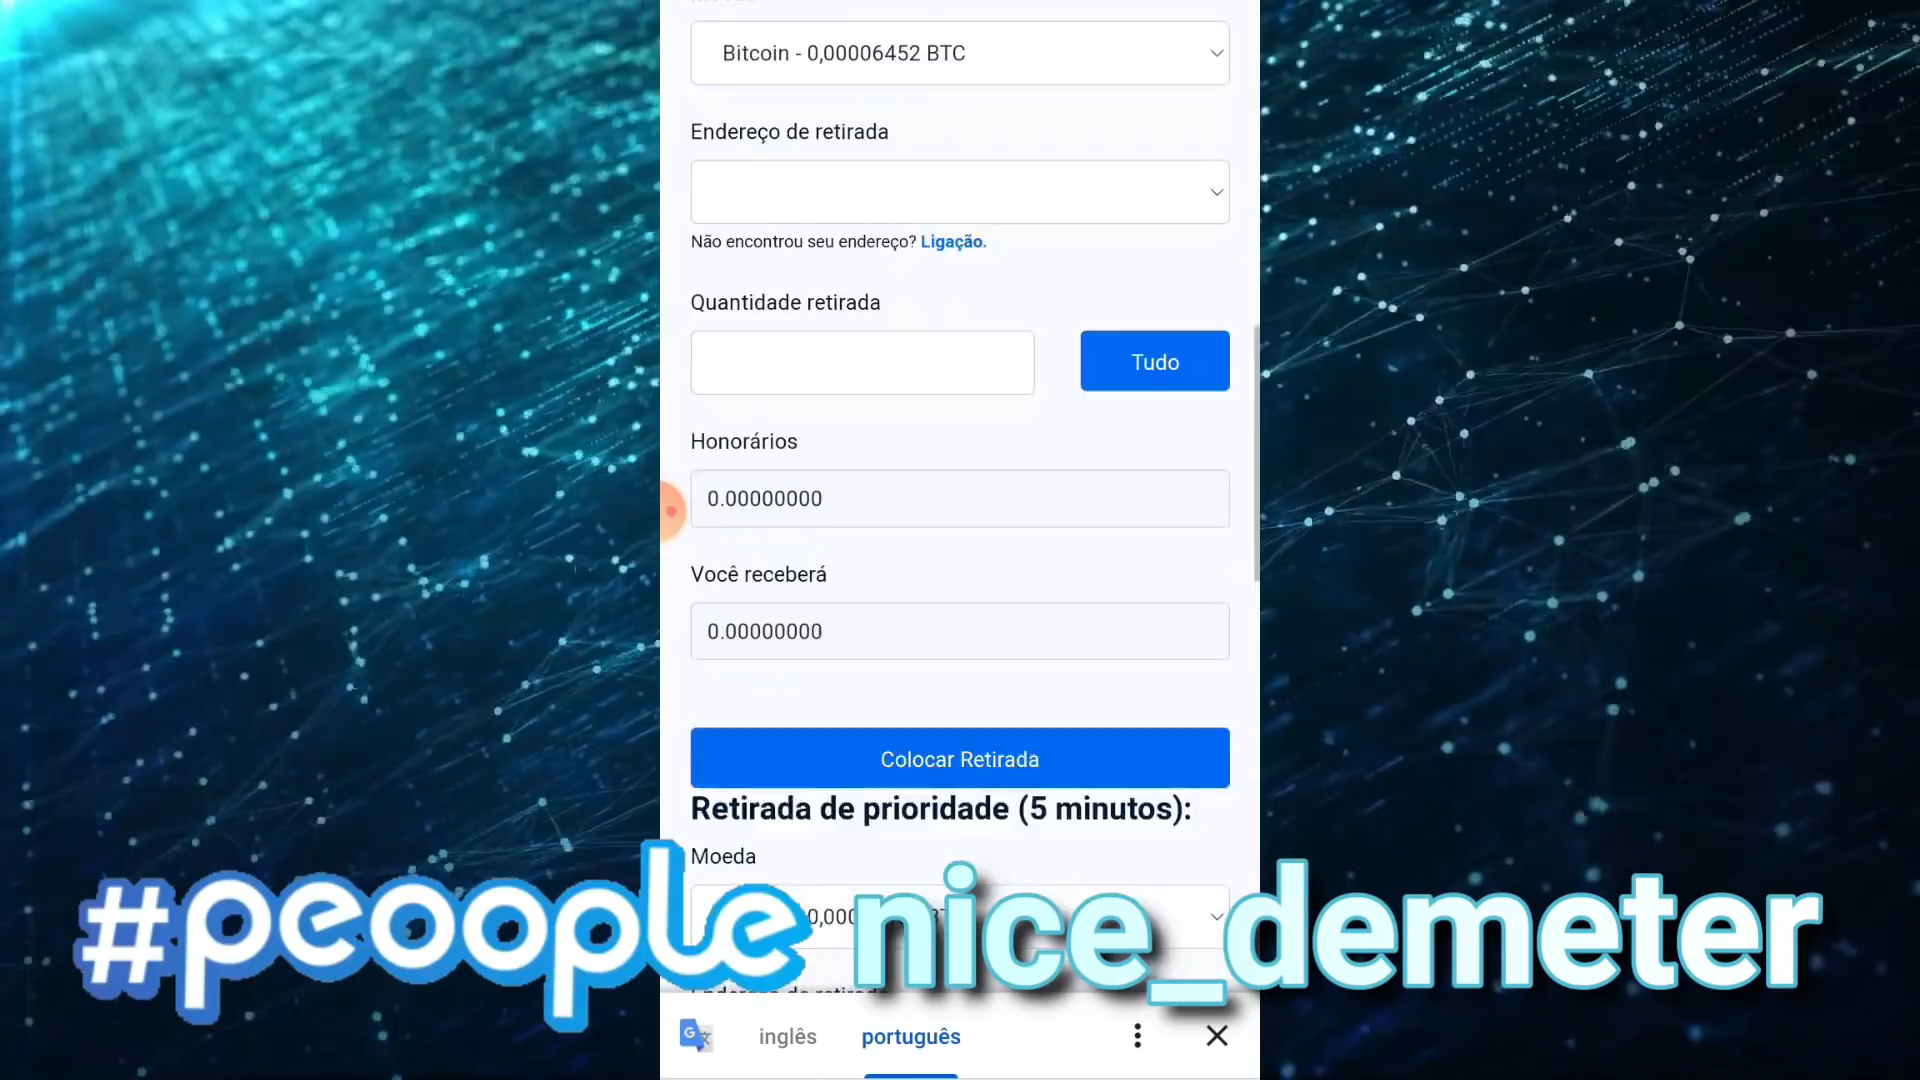 Bitcoin - 0,00006452 BTC
Endereço de retirada
Não encontrou seu endereço? Ligação.
Quantidade retirada
Tudo
Honorários
0.00000000
Você receberá
0.00000000
Colocar Retirada
Retirada de prioridade (5 minutos):
Moeda
#peoople nice_demeter
inglês português